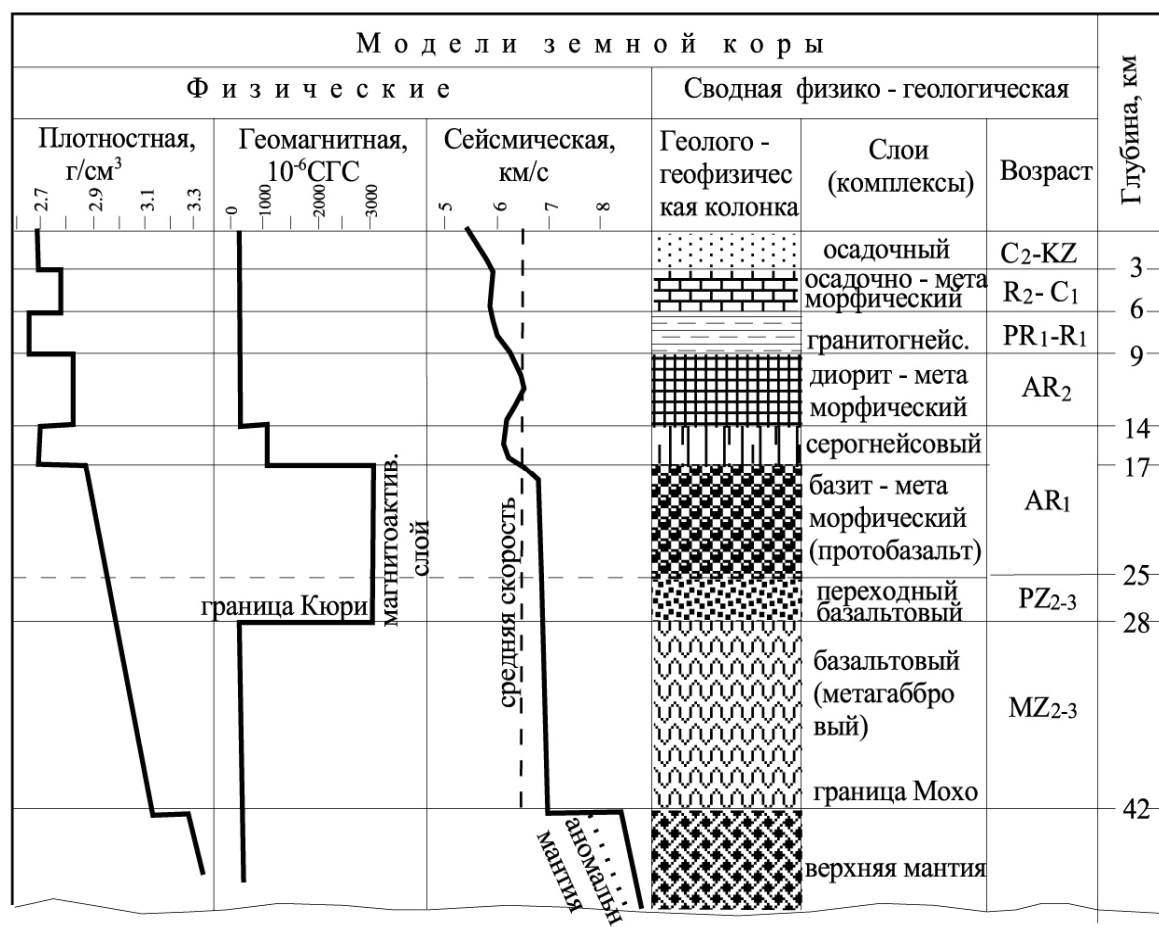 Модели земной коры
Физические
Сводная физико - геологическая
Глубина, км
Плотностная,
г/см³
Геомагнитная,
10⁻⁶СГС
Сейсмическая,
км/с
Геолого -
геофизичес
кая колонка
Слои
(комплексы)
Возраст
2.7
2.9
3.1
3.3
0
1000
2000
3000
5
6
7
8
осадочный
C₂-KZ
3
осадочно - мета
морфический
R₂- C₁
6
гранитогнейс.
PR₁-R₁
9
диорит - мета
морфический
AR₂
14
серогнейсовый
17
базит - мета
морфический
(протобазальт)
AR₁
магнитоактив.
слой
средняя скорость
25
граница Кюри
переходный
базальтовый
PZ₂₋₃
28
базальтовый
(метагаббро
вый)
MZ₂₋₃
граница Мохо
42
аномальн
мантия
верхняя мантия